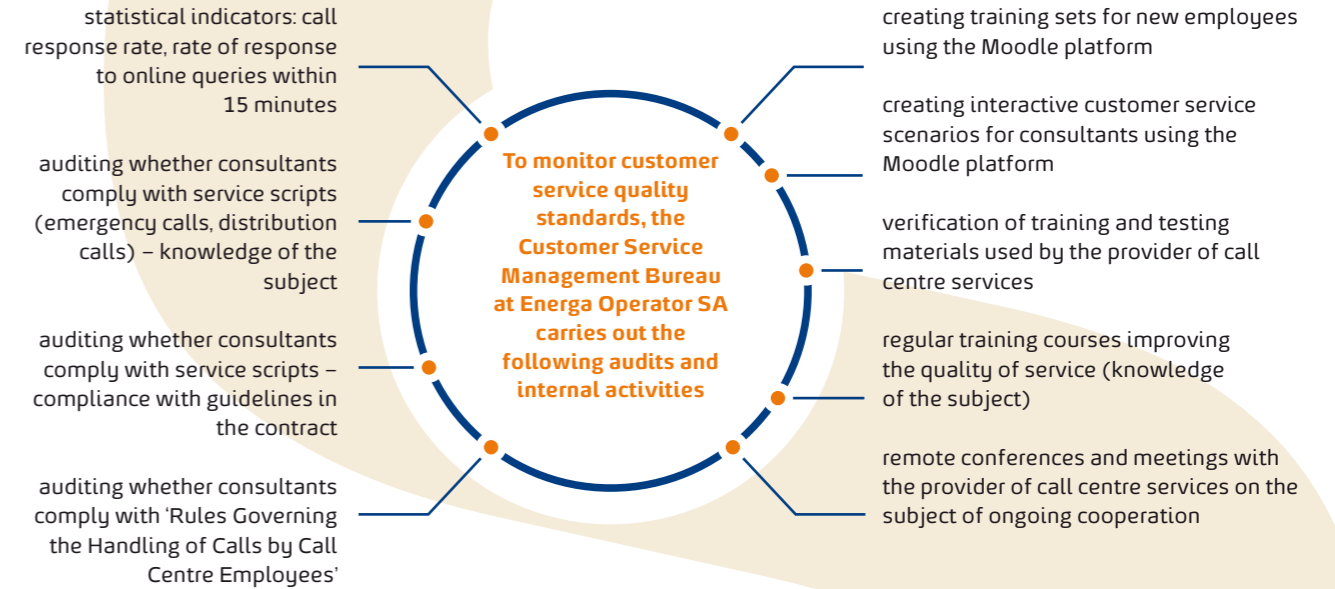 statistical indicators: call
response rate, rate of response
to online queries within
15 minutes
auditing whether consultants
comply with service scripts
(emergency calls, distribution
calls) – knowledge of the
subject
auditing whether consultants
comply with service scripts –
compliance with guidelines in
the contract
auditing whether consultants
comply with ‘Rules Governing
the Handling of Calls by Call
Centre Employees’
To monitor customer
service quality
standards, the
Customer Service
Management Bureau
at Energa Operator SA
carries out the
following audits and
internal activities
creating training sets for new employees
using the Moodle platform
creating interactive customer service
scenarios for consultants using the
Moodle platform
verification of training and testing
materials used by the provider of call
centre services
regular training courses improving
the quality of service (knowledge
of the subject)
remote conferences and meetings with
the provider of call centre services on the
subject of ongoing cooperation